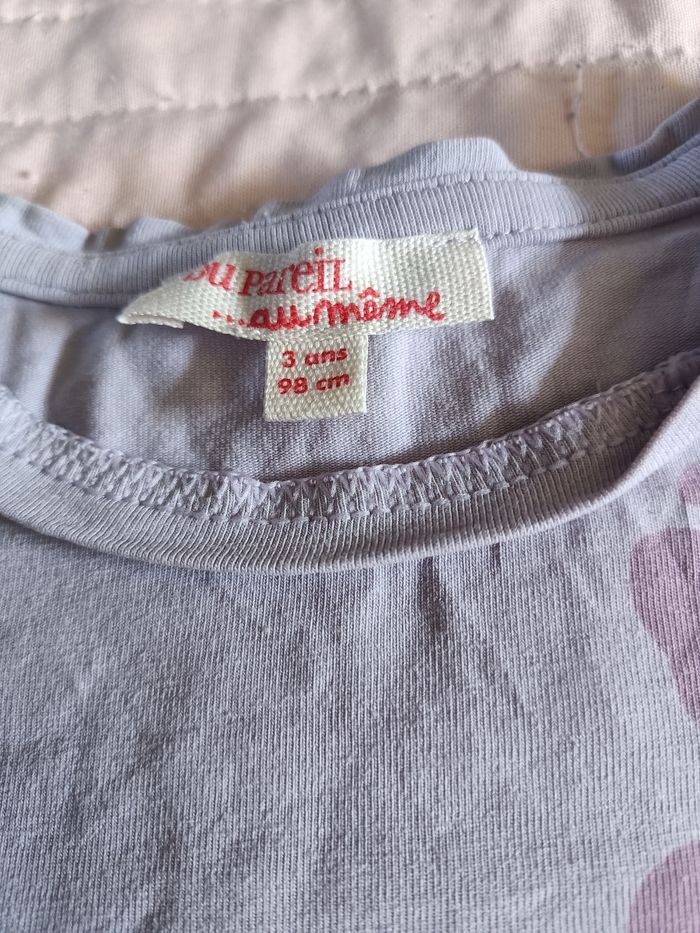 Du PareiL
...au même
3 ans
98 cm